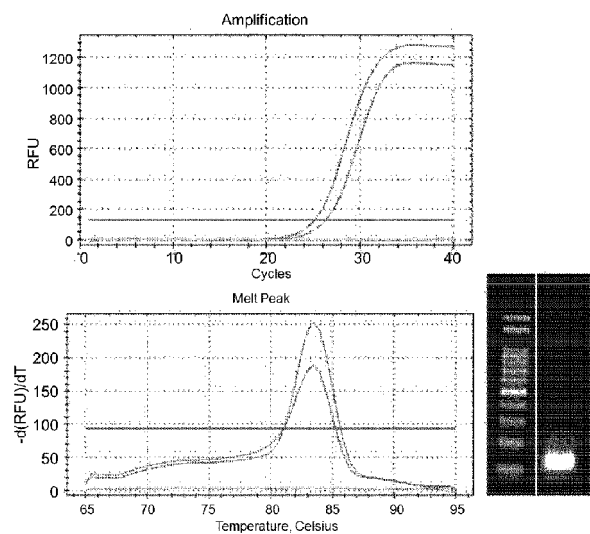 Amplification
1200
1000
800
600
400
200
0
RFU
0 10 20 30 40
Cycles
Melt Peak
250
200
150
100
50
0
-d(RFU)/dT
65 70 75 80 85 90 95
Temperature, Celsius